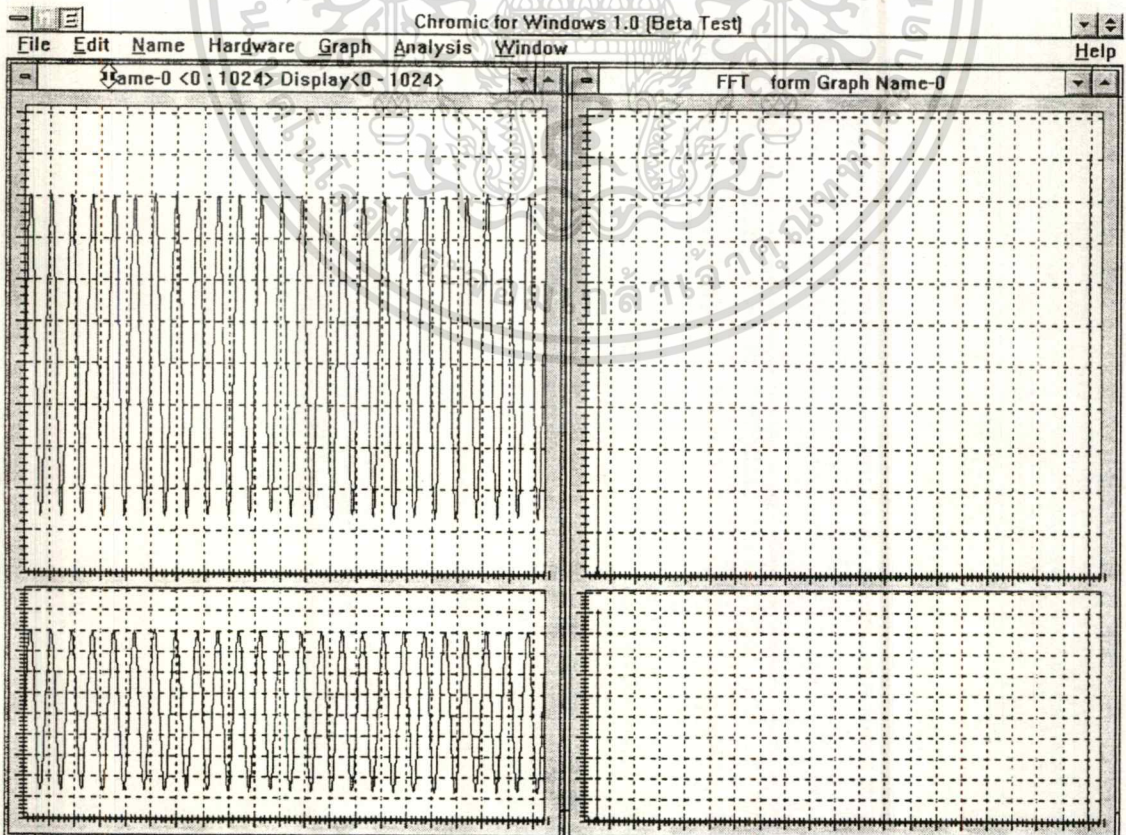 Chromic for Windows 1.0 (Beta Test)
File Edit Name Hardware Graph Analysis Window Help
ame-0 <0 : 1024> Display<0 - 1024>
FFT form Graph Name-0